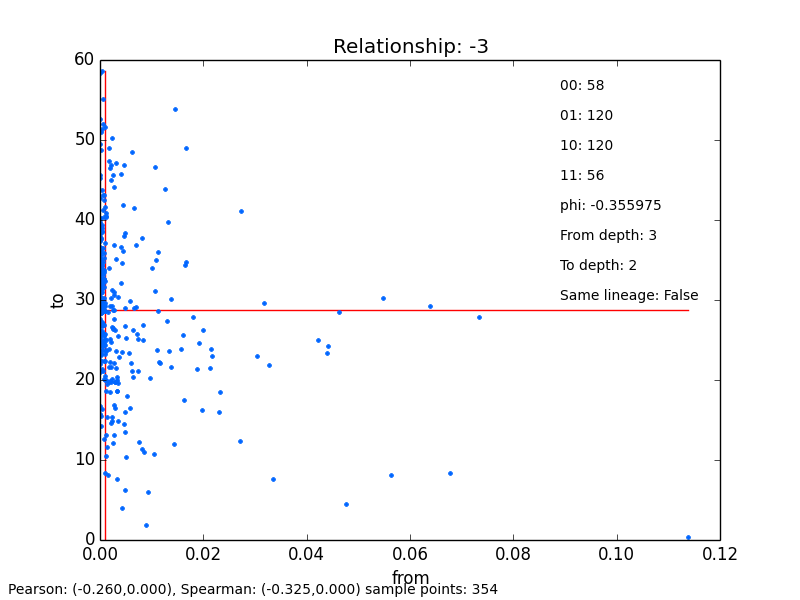 Relationship: -3
60
50
40
30
20
10
0
to
00: 58
01: 120
10: 120
11: 56
phi: -0.355975
From depth: 3
To depth: 2
Same lineage: False
0.00 0.02 0.04 0.06 0.08 0.10 0.12
from
Pearson: (-0.260,0.000), Spearman: (-0.325,0.000) sample points: 354